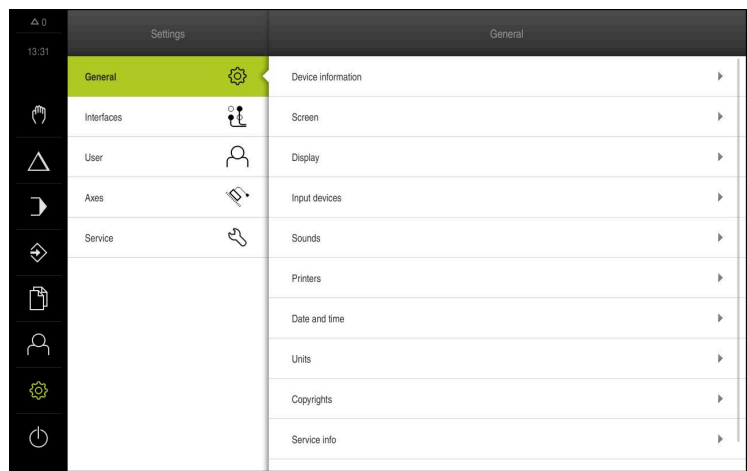 0
Settings
General
13:31
General
Device information
Interfaces
Screen
User
Display
Axes
Input devices
Service
Sounds
Printers
Date and time
Units
Copyrights
Service info